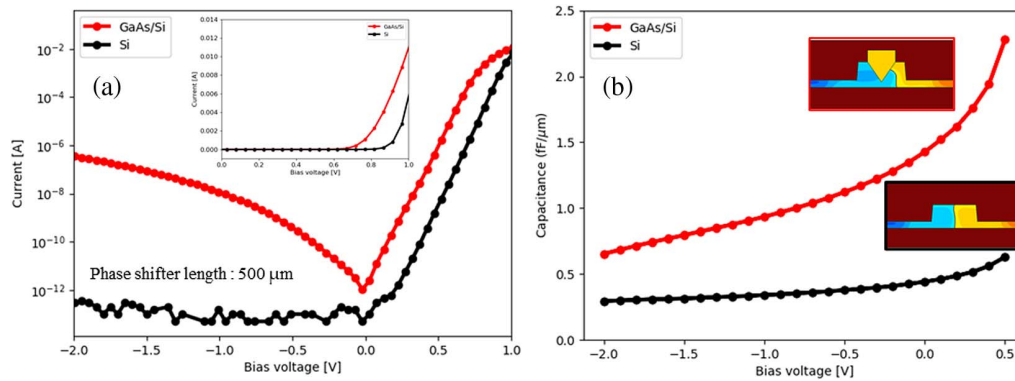 GaAs/Si
Si
(a)
0.014
0.012
0.010
0.008
0.006
0.004
0.002
0.000
Current [A]
0.0 0.2 0.4 0.6 0.8 1.0
Bias voltage [V]
GaAs/Si
Si
10⁻²
10⁻⁴
10⁻⁶
10⁻⁸
10⁻¹⁰
10⁻¹²
Current [A]
Phase shifter length : 500 μm
-2.0 -1.5 -1.0 -0.5 0.0 0.5 1.0
Bias voltage [V]
GaAs/Si
Si
(b)
2.5
2.0
1.5
1.0
0.5
0.0
Capacitance (fF/μm)
-2.0 -1.5 -1.0 -0.5 0.0 0.5
Bias voltage [V]